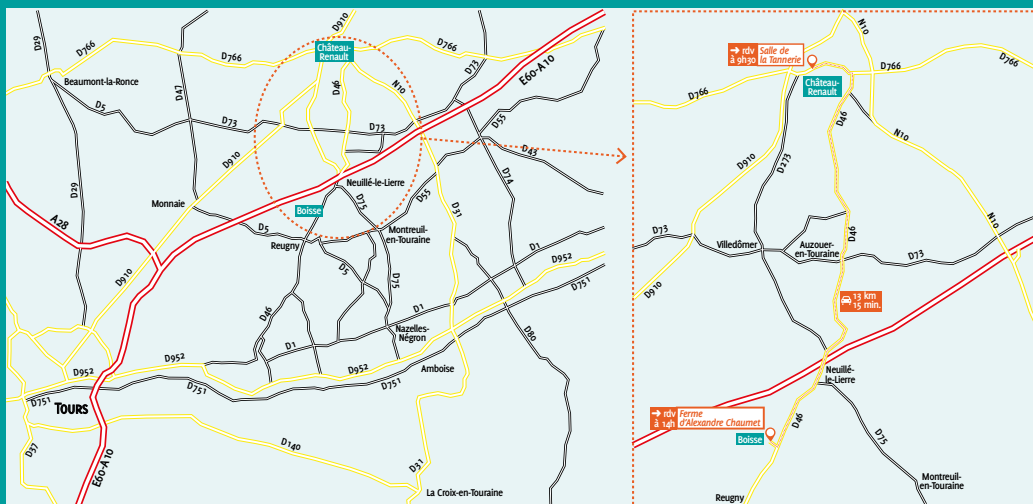 D29
D766
D47
D766
D910
Château-
Renault
D766
D73
E60-A10
Beaumont-la-Ronce
D5
D73
D46
N10
D73
D55
D43
D910
D29
Neuillé-le-Lierre
D74
Monnaie
Boisse
D75
D55
D31
A28
D5
Reugny
Montreuil-
en-Touraine
D1
D952
D751
D910
D5
D75
D46
D1
Nazelles-
Négron
D80
D1
D952
D952
D952
Amboise
D751
D751
D751
Tours
D37
E60-A10
D140
D31
La Croix-en-Touraine
→ rdv
à 9h30
Salle de
la Tannerie
N10
D766
Château-
Renault
D766
D46
N10
D910
D273
D73
Villedômer
Auzouer-
en-Touraine
D46
D73
N10
D910
13 km
15 min.
Neuillé-
le-Lierre
→ rdv
à 14h
Ferme
d'Alexandre Chaumet
Boisse
D46
D75
Reugny
Montreuil-
en-Touraine